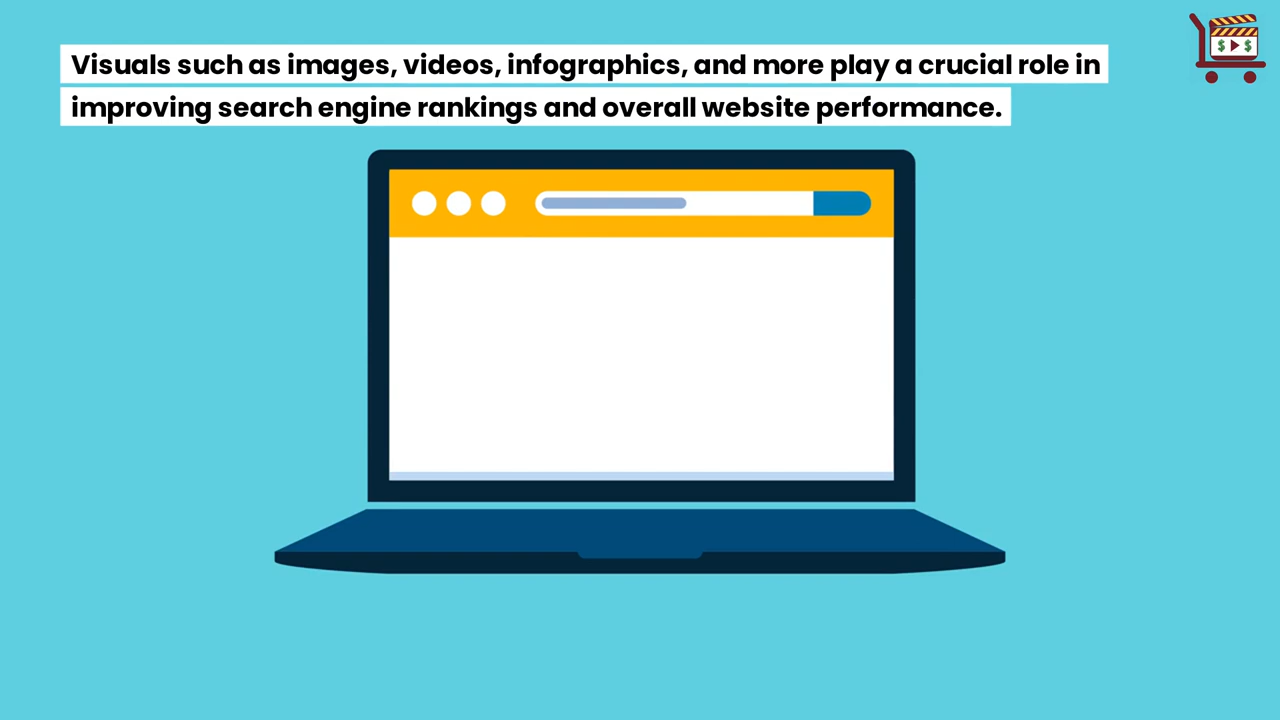 Visuals such as images, videos, infographics, and more play a crucial role in
improving search engine rankings and overall website performance.
$ $